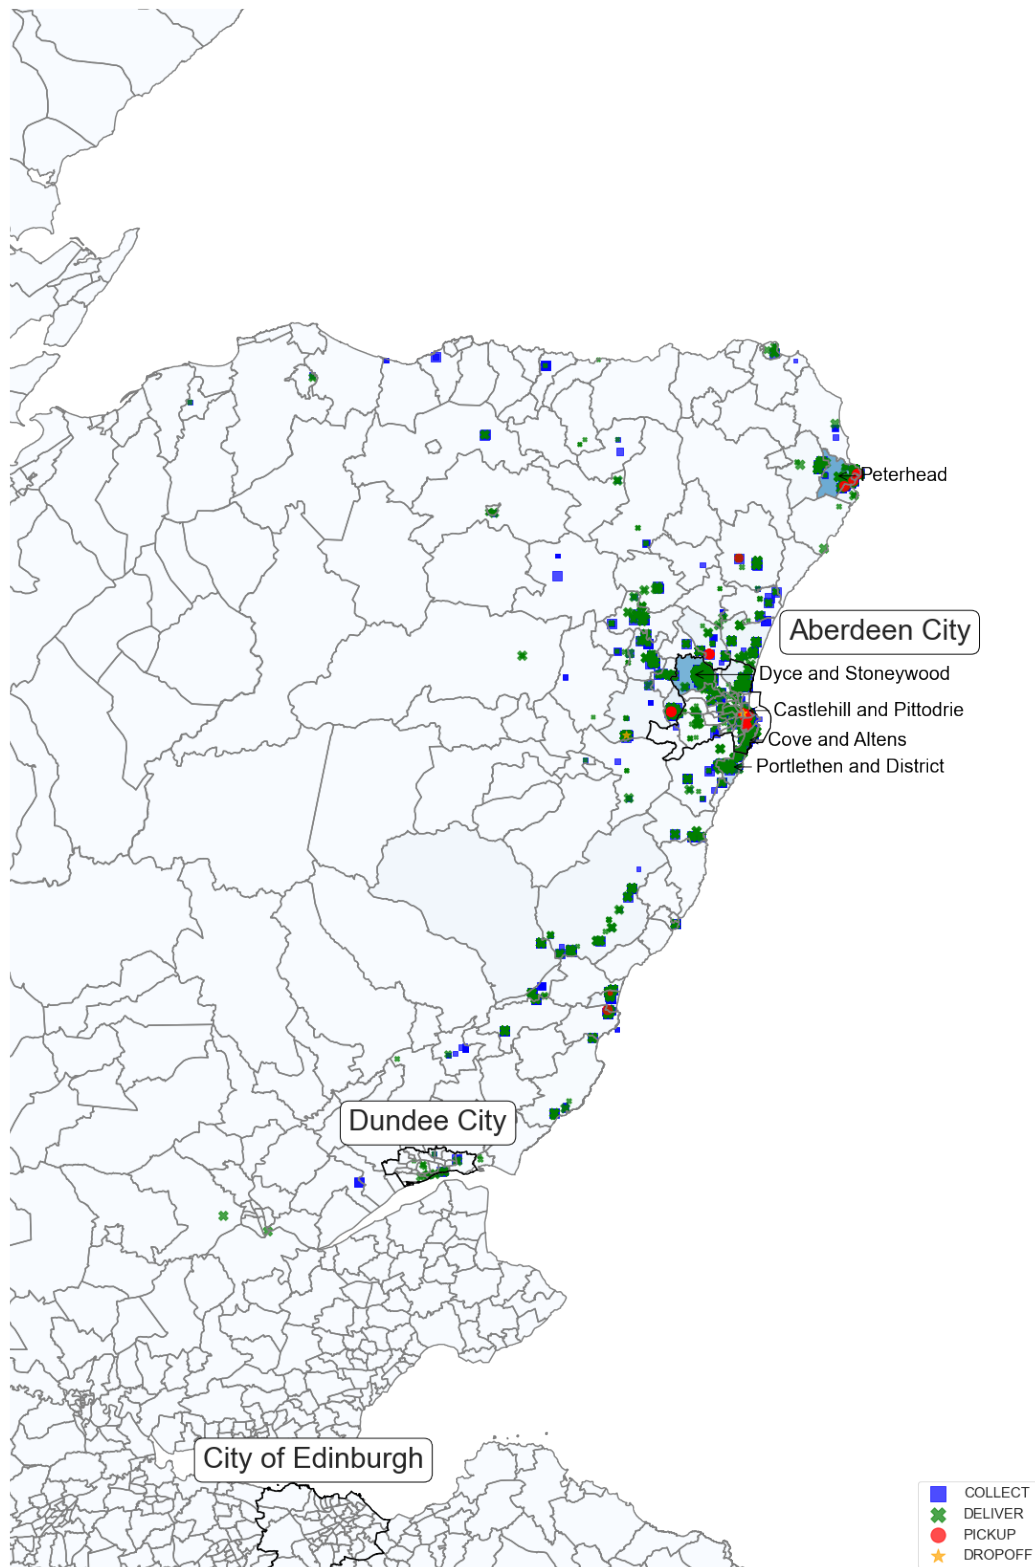 Peterhead
Aberdeen City
Dyce and Stoneywood
Castlehill and Pittodrie
Cove and Altens
Portlethen and District
Dundee City
City of Edinburgh
COLLECT
DELIVER
PICKUP
DROPOFF